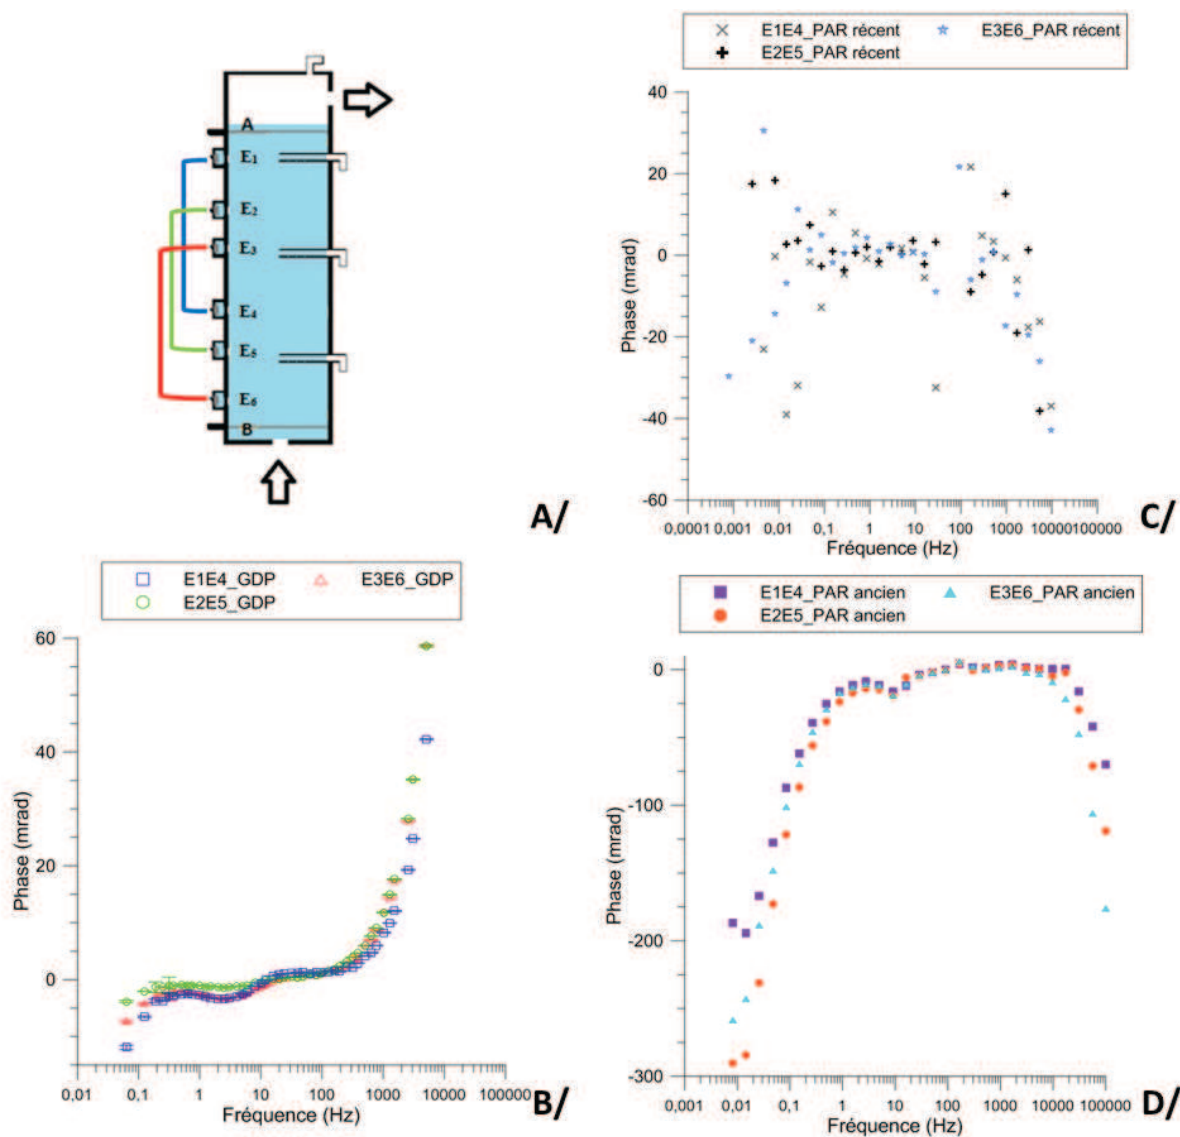 A
E1
E2
E3
E4
E5
E6
B
A/
E1E4_PAR récent
E3E6_PAR récent
E2E5_PAR récent
40
20
0
-20
-40
-60
Phase (mrad)
0,0001 0,001 0,01 0,1 1 10 100 1000 10000 100000
Fréquence (Hz)
C/
E1E4_GDP
E3E6_GDP
E2E5_GDP
60
40
20
0
Phase (mrad)
0,01 0,1 1 10 100 1000 10000 100000
Fréquence (Hz)
B/
E1E4_PAR ancien
E3E6_PAR ancien
E2E5_PAR ancien
0
-100
-200
-300
Phase (mrad)
0,001 0,01 0,1 1 10 100 1000 10000 100000
Fréquence (Hz)
D/